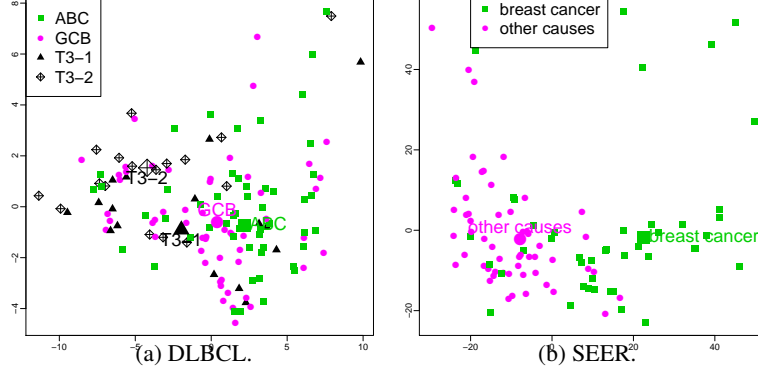 ABC
GCB
T3-1
T3-2
8
6
4
2
0
-2
-4
T3-2
GCB
ABC
T3-1
-10
-5
0
5
10
(a) DLBCL.
breast cancer
other causes
40
20
0
-20
other causes
breast cancer
-20
0
20
40
(b) SEER.